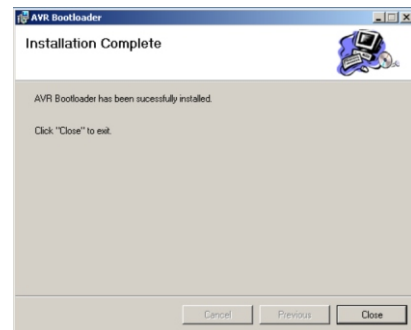 AVR Bootloader
Installation Complete
AVR Bootloader has been sucessfully installed.
Click "Close" to exit.
Cancel Previous Close